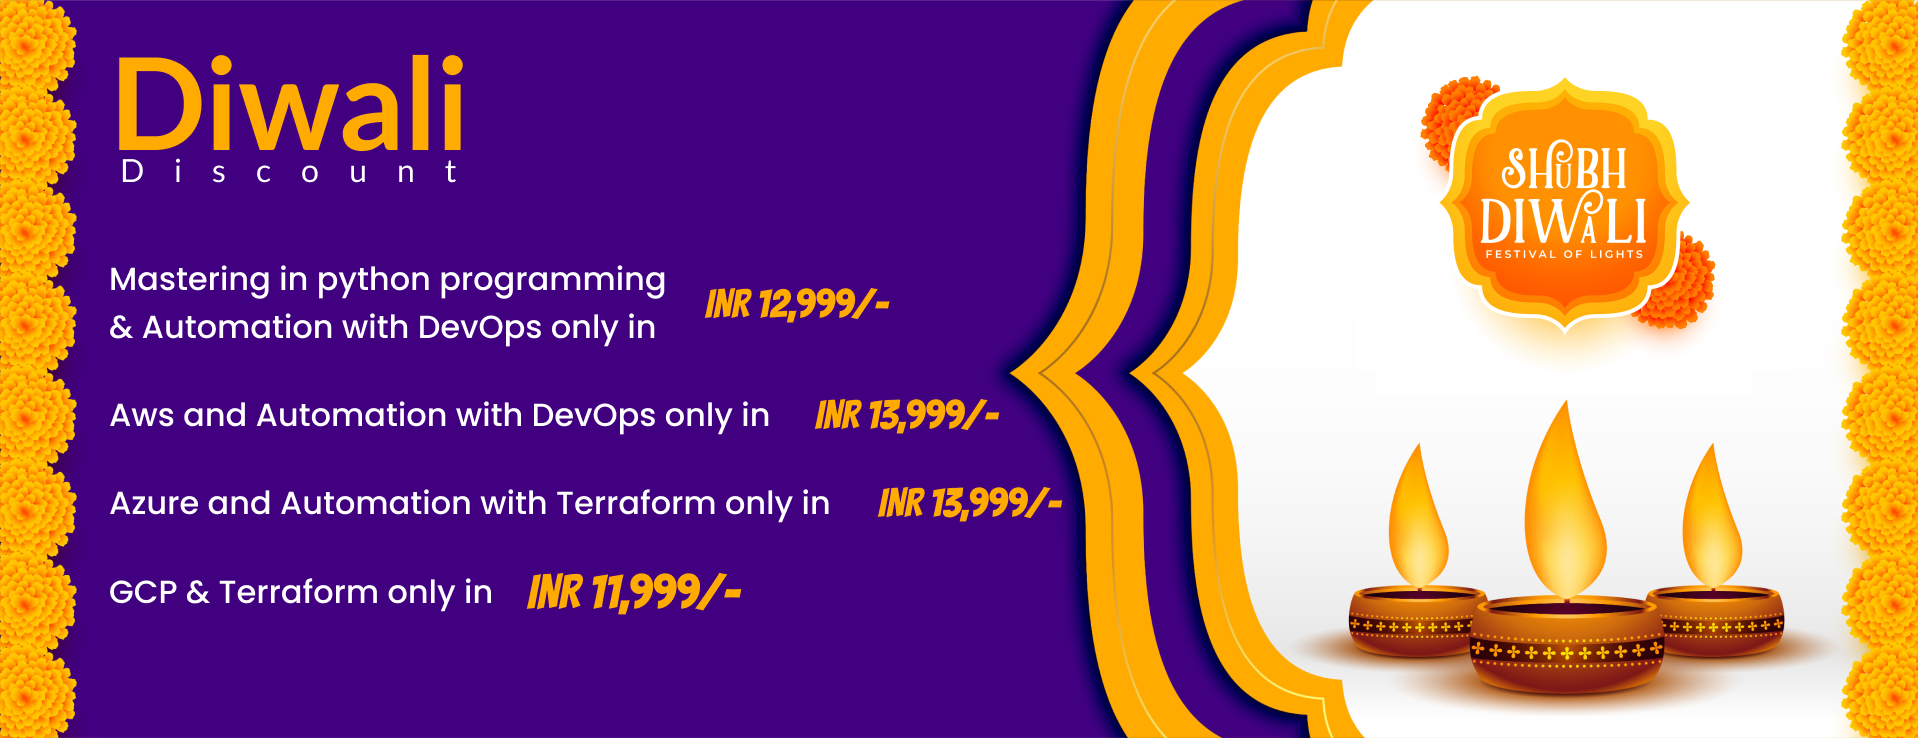 Diwali
Discount
Mastering in python programming
& Automation with DevOps only in
INR 12,999/-
Aws and Automation with DevOps only in INR 13,999/-
Azure and Automation with Terraform only in INR 13,999/-
GCP & Terraform only in INR 11,999/-
SHUBH
DIWALI
FESTIVAL OF LIGHTS